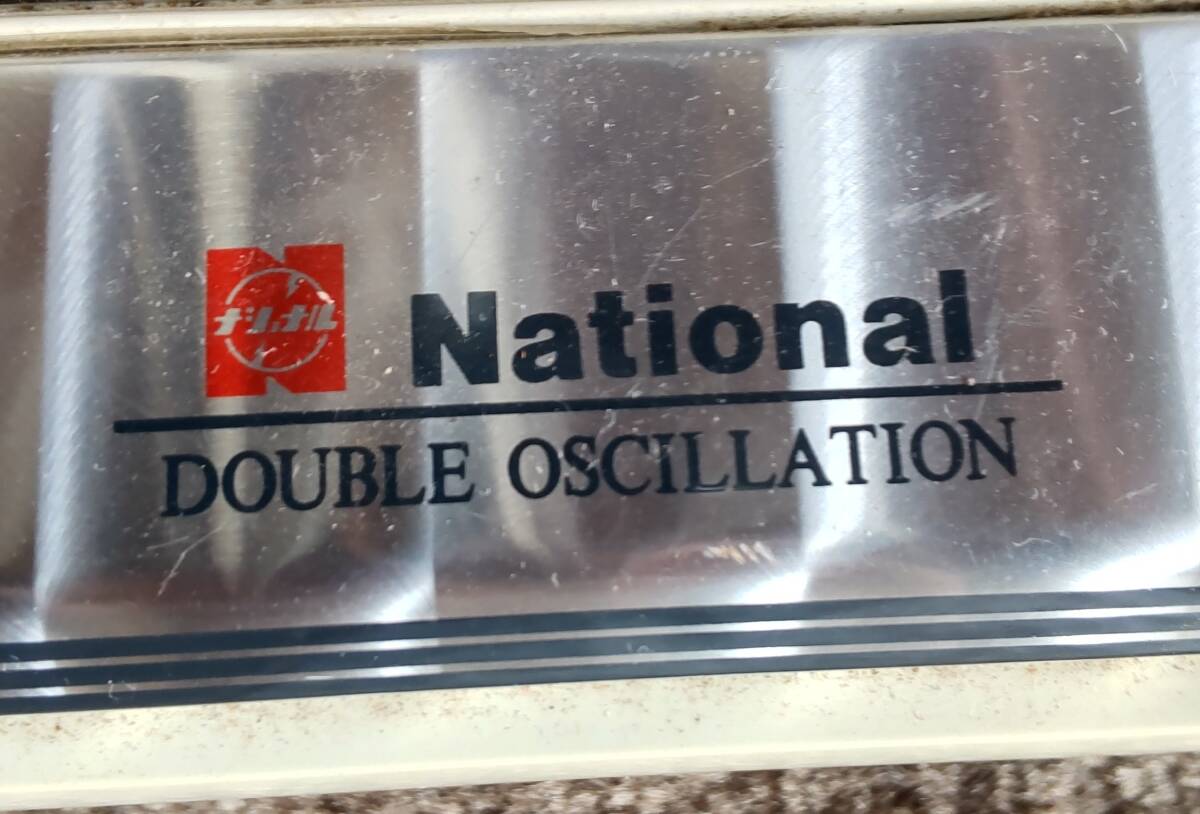 ナショナル
National
DOUBLE OSCILLATION